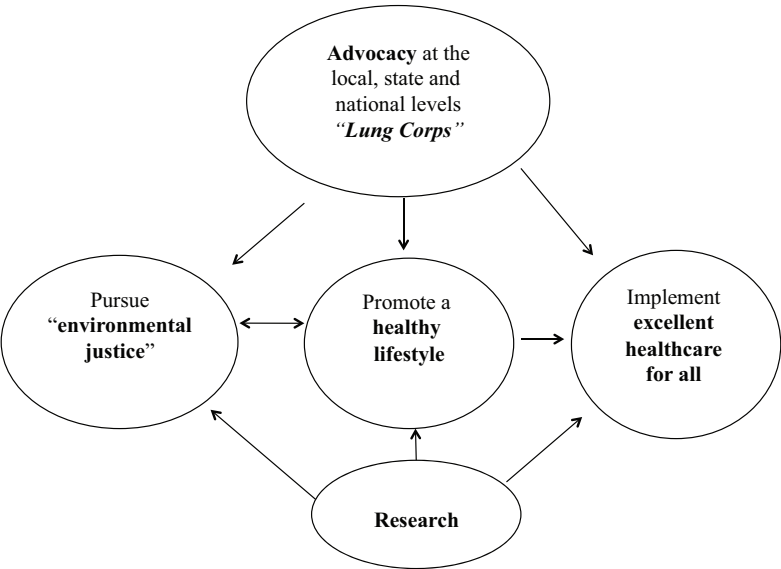 Advocacy at the
local, state and
national levels
“Lung Corps”
Pursue
“environmental
justice”
Promote a
healthy
lifestyle
Implement
excellent
healthcare
for all
Research